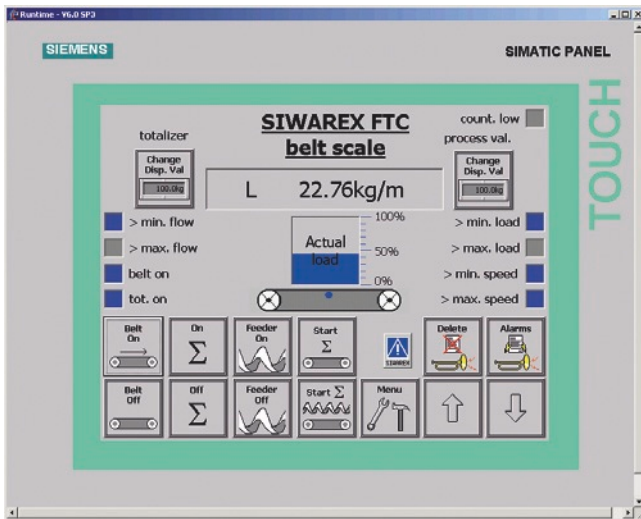 Runtime - V6.0 SP3
SIEMENS
SIMATIC PANEL
TOUCH
SIWAREX FTC
belt scale
count. low
totalizer
process val.
Change
Disp. Val
100.0kg
Change
Disp. Val
100.0kg
L 22.76kg/m
> min. flow
> max. flow
belt on
tot. on
100%
50%
0%
Actual
load
> min. load
> max. load
> min. speed
> max. speed
Belt
On
On
Σ
Feeder
On
Start
Σ
SIWAREX
Delete
Alarms
Belt
Off
Off
Σ
Feeder
Off
Start Σ
Menu